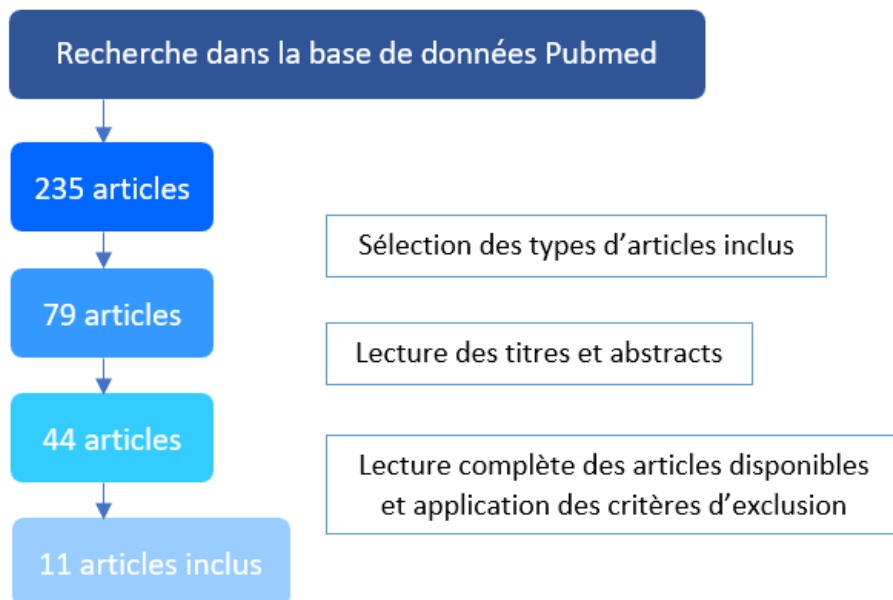 Recherche dans la base de données Pubmed
235 articles
Sélection des types d’articles inclus
79 articles
Lecture des titres et abstracts
44 articles
Lecture complète des articles disponibles
et application des critères d’exclusion
11 articles inclus